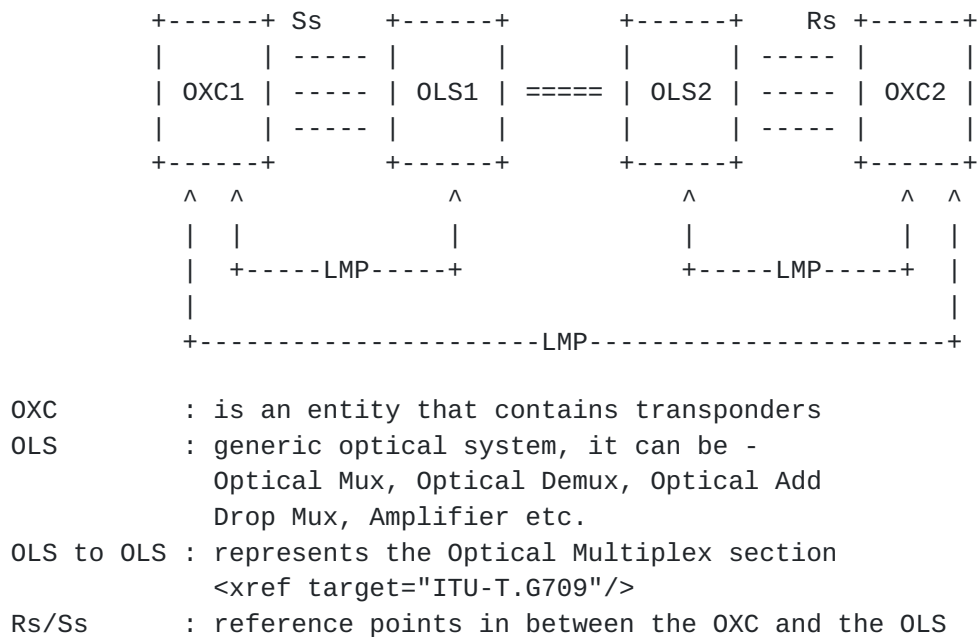 +------+ Ss    +------+       +------+    Rs +------+
|      | ----- |      |       |      | ----- |      |
| OXC1 | ----- | OLS1 | ===== | OLS2 | ----- | OXC2 |
|      | ----- |      |       |      | ----- |      |
+------+       +------+       +------+       +------+
  ^  ^             ^              ^             ^  ^
  |  |             |              |             |  |
  |  +-----LMP-----+              +-----LMP-----+  |
  |                                                |
  +----------------------LMP-----------------------+
OXC        : is an entity that contains transponders
OLS        : generic optical system, it can be -
             Optical Mux, Optical Demux, Optical Add
             Drop Mux, Amplifier etc.
OLS to OLS : represents the Optical Multiplex section
             <xref target="ITU-T.G709"/>
Rs/Ss      : reference points in between the OXC and the OLS